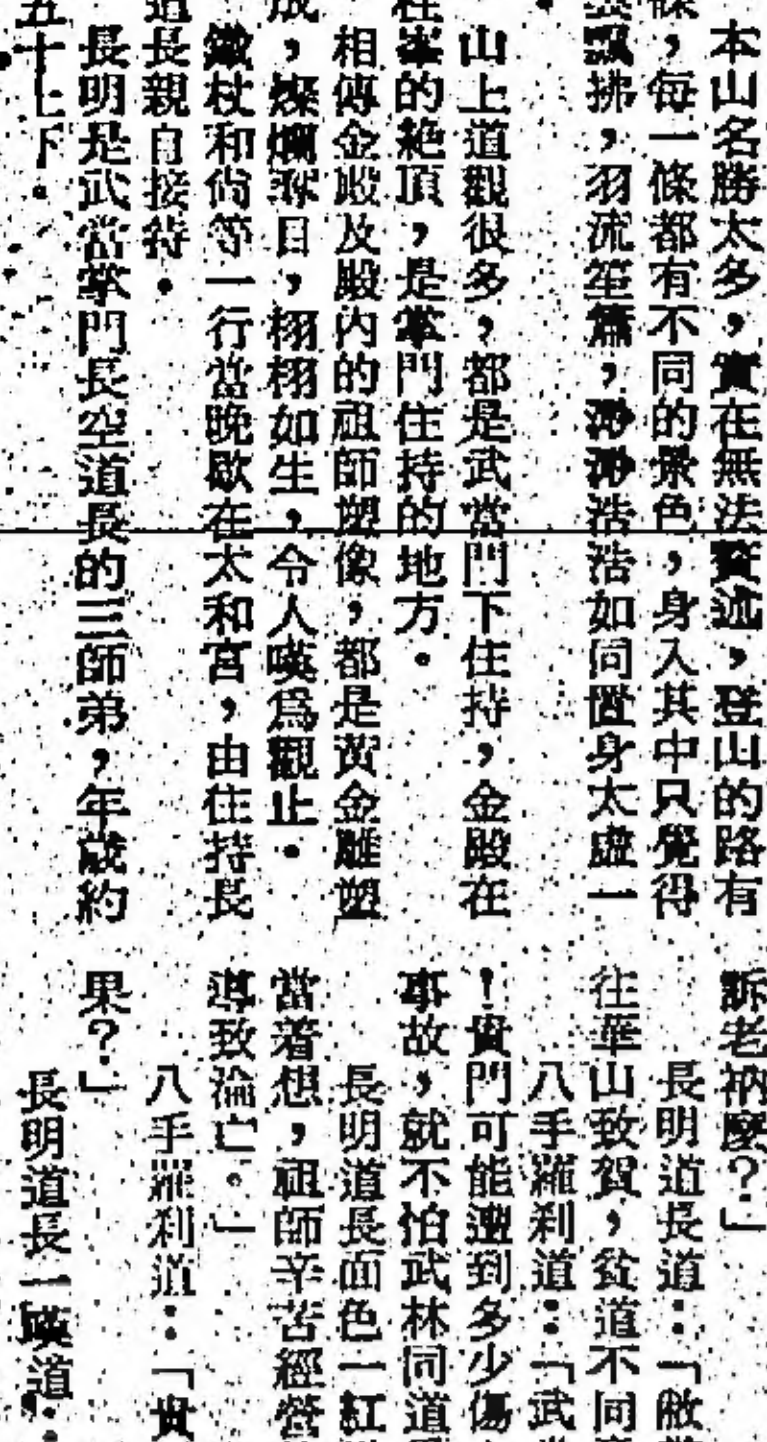 本山名勝太多，實在無法贅述，登山的路有
條，每一條都有不同的景色，身入其中只覺得
飄拂，羽流笙篇，渺渺浩浩如同置身太虛一
山上道觀很多，都是武當門下住持，金殿在
柱峯的絶頂，是掌門住持的地方。
相傳金殿及殿內的祖師塑像，都是黃金雕塑
成，燦爛奪目，栩栩如生，令人嘆爲觀止。
鐵杖和尙等一行當晚歇在太和宮，由住持長
道長親自接待。
長明是武當掌門長空道長的三師弟，年歲約
五十上下。
訴老衲麼？」
長明道長道：「敝
往華山致賀，貧道不同
八手羅刹道：「武
！貴門可能遭到多少傷
事故，就不怕武林同道
長明道長面色一紅
當着想，祖師辛苦經營
導致淪亡。」
八手羅刹道：「貴
果？」
長明道長一嘆道：